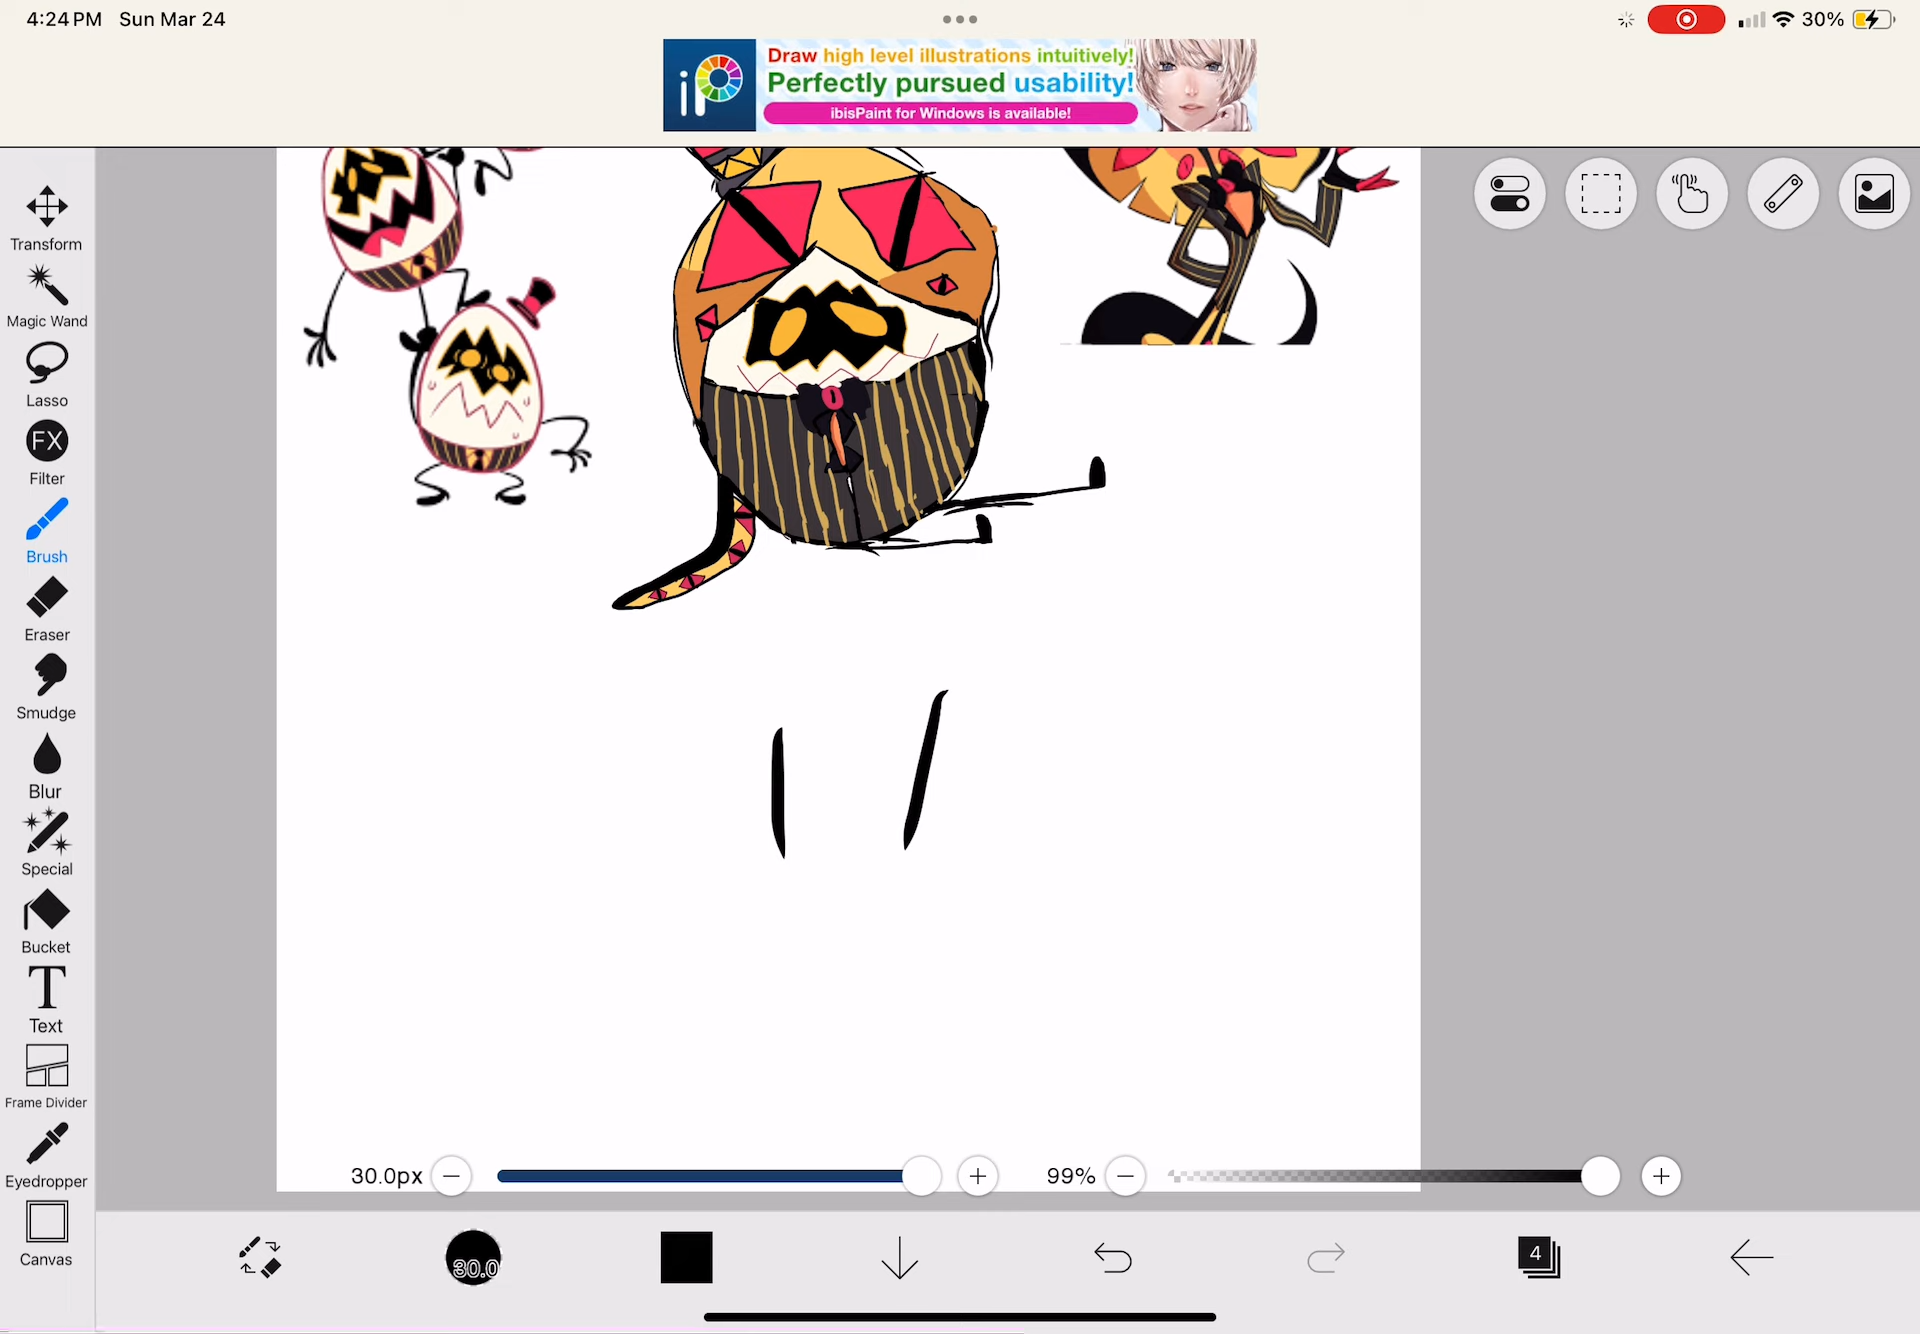 4:24 PM Sun Mar 24
30%
iP
Draw high level illustrations intuitively!
Perfectly pursued usability!
ibisPaint for Windows is available!
Transform
Magic Wand
Lasso
FX
Filter
Brush
Eraser
Smudge
Blur
Special
Bucket
T
Text
Frame Divider
Eyedropper
Canvas
30.0px
99%
30.0
4